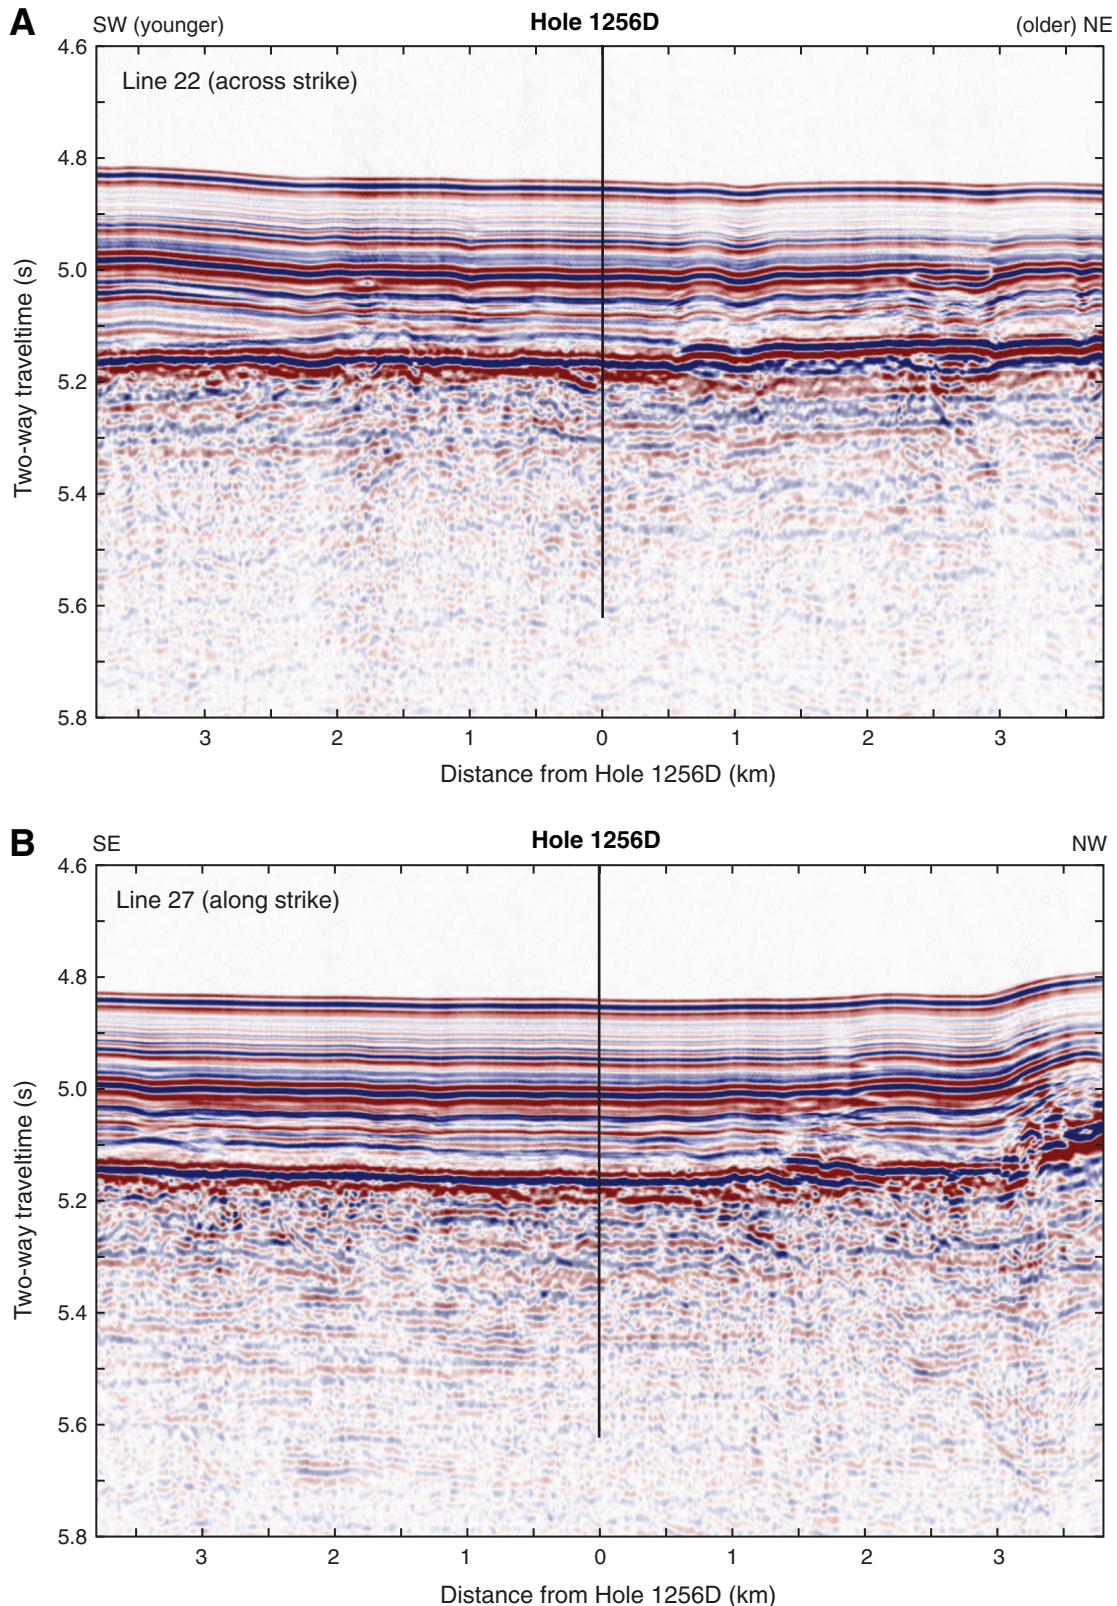 A
SW (younger)
Hole 1256D
(older) NE
Line 22 (across strike)
4.6
4.8
5.0
5.2
5.4
5.6
5.8
Two-way traveltime (s)
3 2 1 0 1 2 3
Distance from Hole 1256D (km)
B
SE
Hole 1256D
NW
Line 27 (along strike)
4.6
4.8
5.0
5.2
5.4
5.6
5.8
Two-way traveltime (s)
3 2 1 0 1 2 3
Distance from Hole 1256D (km)